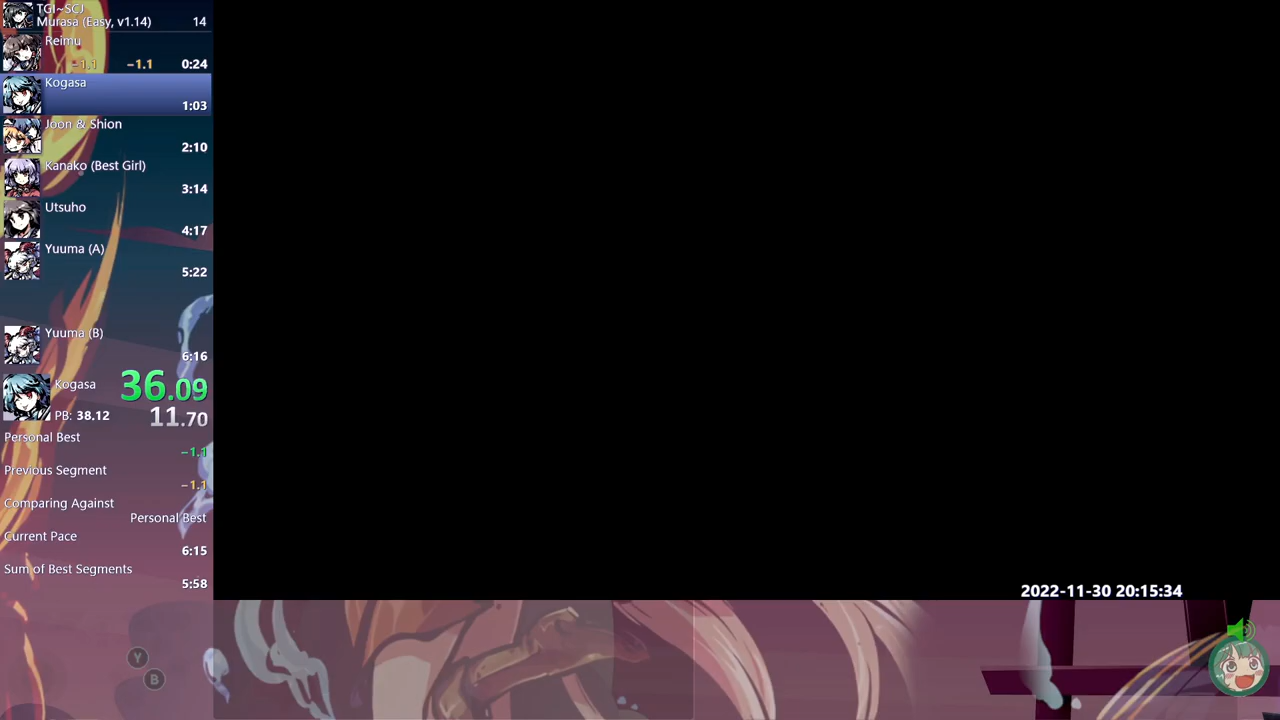 TGI~SCJ
Murasa (Easy, v1.14) 14
Reimu
-1.1 -1.1 0:24
Kogasa
1:03
Joon & Shion
2:10
Kanako (Best Girl)
3:14
Utsuho
4:17
Yuuma (A)
5:22
Yuuma (B)
6:16
Kogasa 36.09
PB: 38.12 11.70
Personal Best
-1.1
Previous Segment
-1.1
Comparing Against
Personal Best
Current Pace
6:15
Sum of Best Segments
5:58
2022-11-30 20:15:34
Y
B